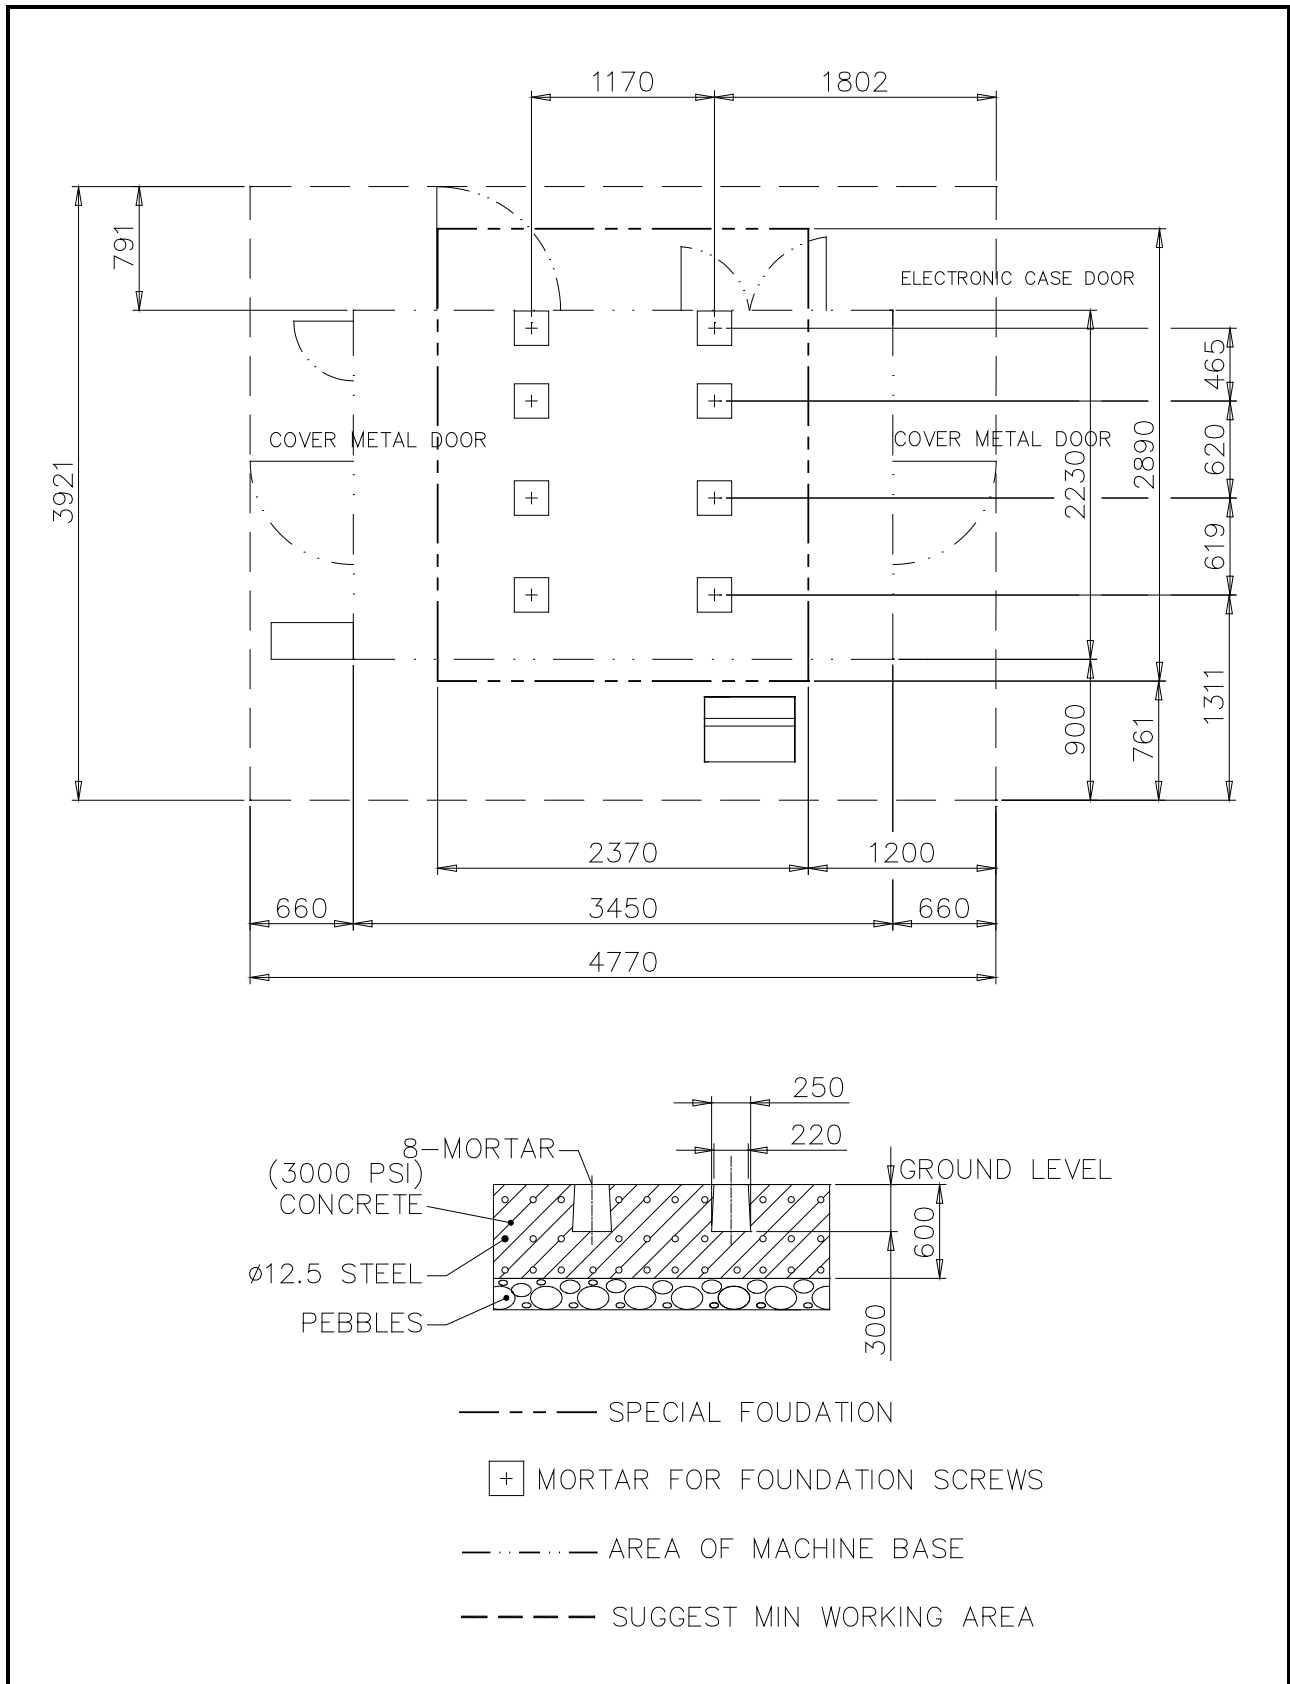 1170
1802
791
ELECTRONIC CASE DOOR
465
COVER METAL DOOR
COVER METAL DOOR
2890
620
2230
3921
619
1311
900
761
2370
1200
660
3450
660
4770
250
8-MORTAR
220
(3000 PSI)
GROUND LEVEL
CONCRETE
600
ø12.5 STEEL
PEBBLES
300
SPECIAL FOUDATION
MORTAR FOR FOUNDATION SCREWS
AREA OF MACHINE BASE
SUGGEST MIN WORKING AREA